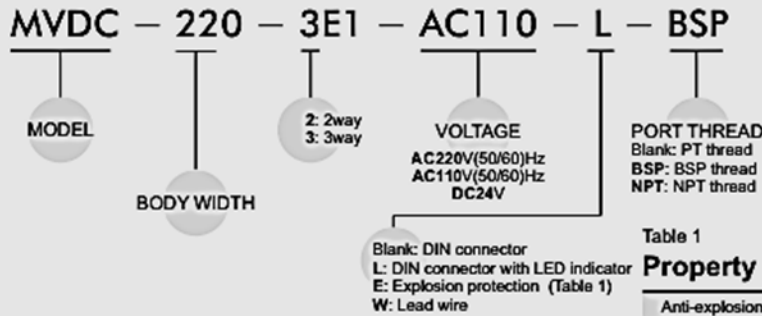 MVDC - 220 - 3E1 - AC110 - L - BSP
MODEL
BODY WIDTH
2: 2way
3: 3way
VOLTAGE
AC220V(50/60)Hz
AC110V(50/60)Hz
DC24V
Blank: DIN connector
L: DIN connector with LED indicator
E: Explosion protection (Table 1)
W: Lead wire
PORT THREAD
Blank: PT thread
BSP: BSP thread
NPT: NPT thread
Table 1
Property
Anti-explosion